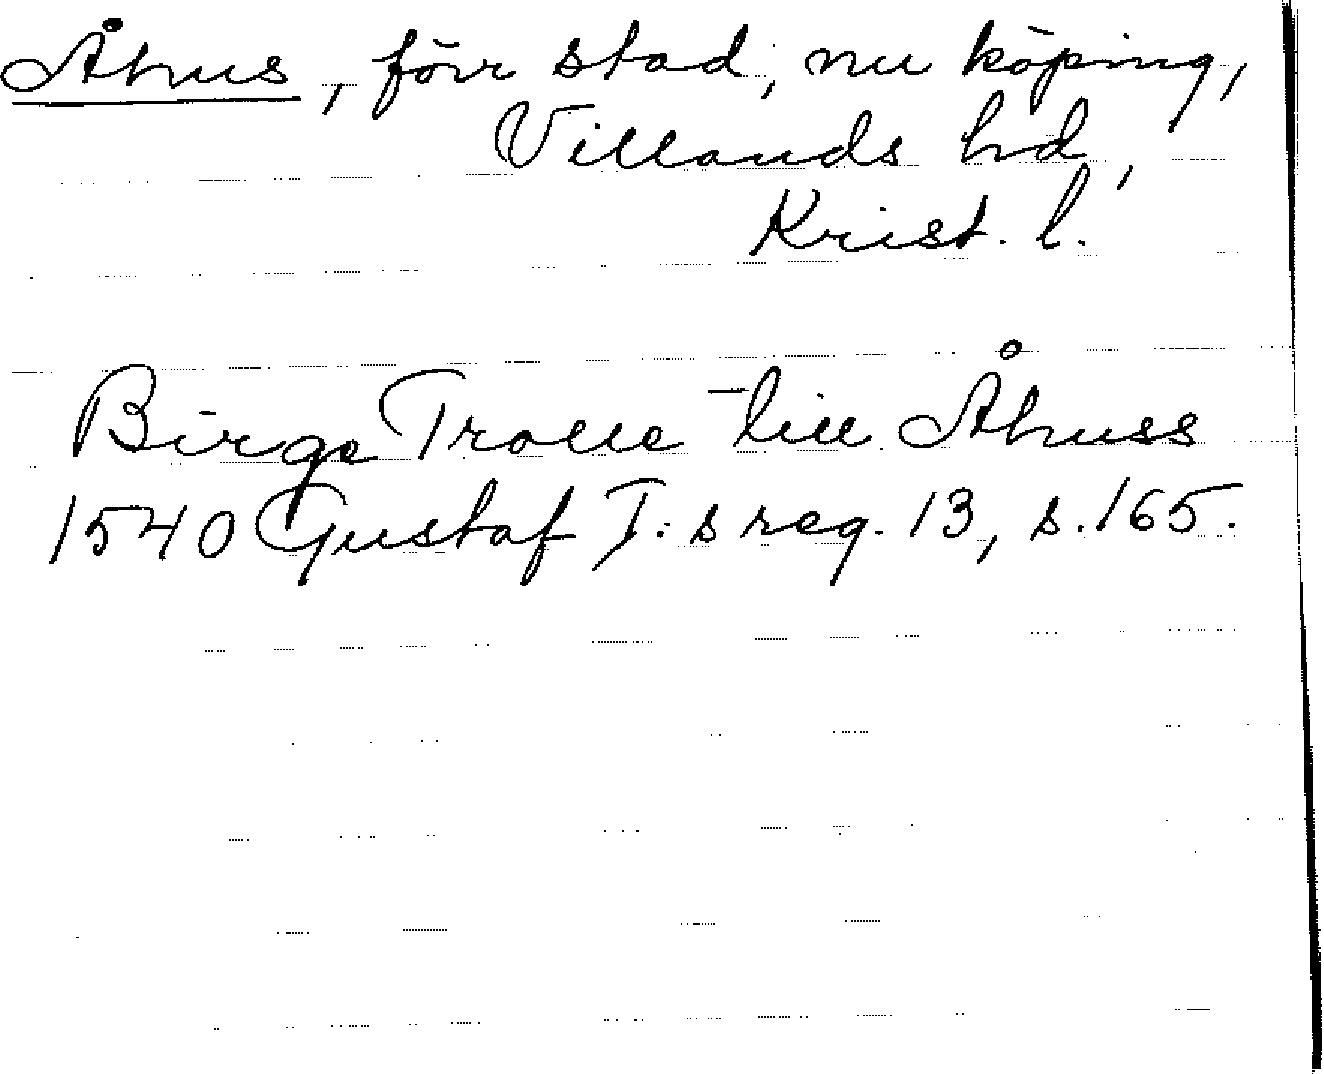 Åhus, förr stad, nu köping,
Villands hd,
Krist. l.
Birge Trolle till Åhuss
1540 Gustaf I:s reg. 13, s. 165.